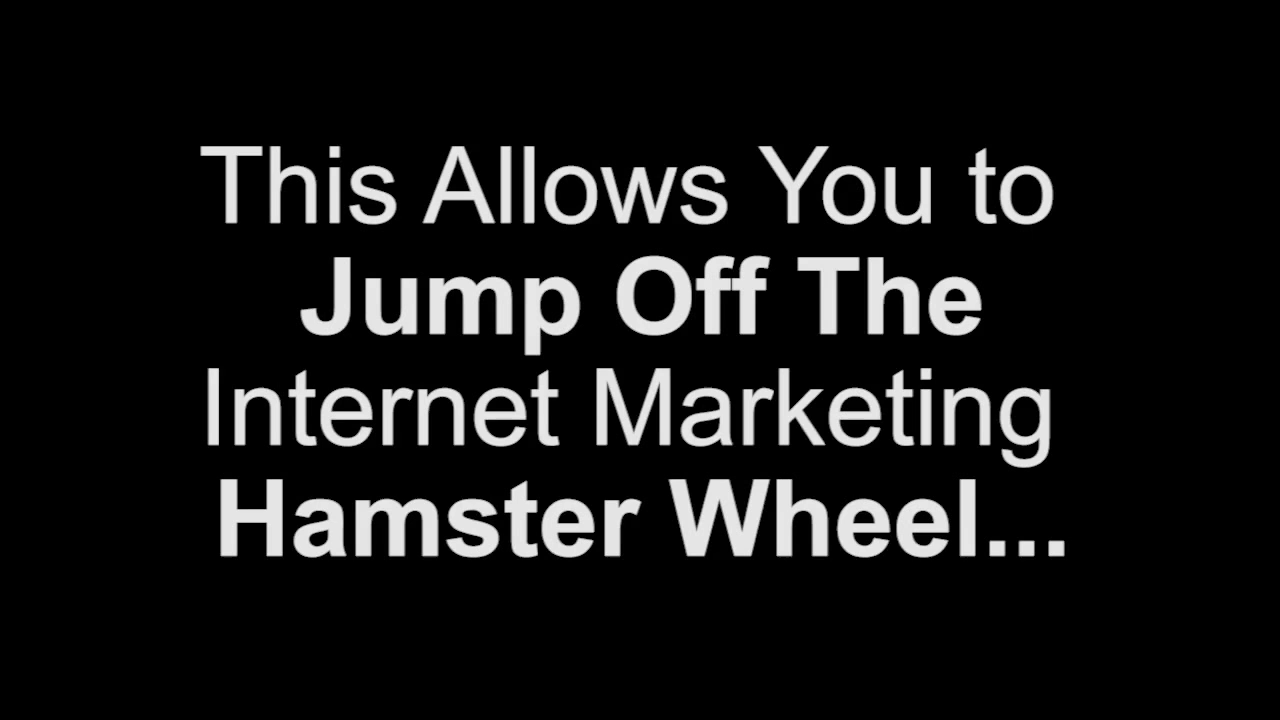 This Allows You to
Jump Off The
Internet Marketing
Hamster Wheel...